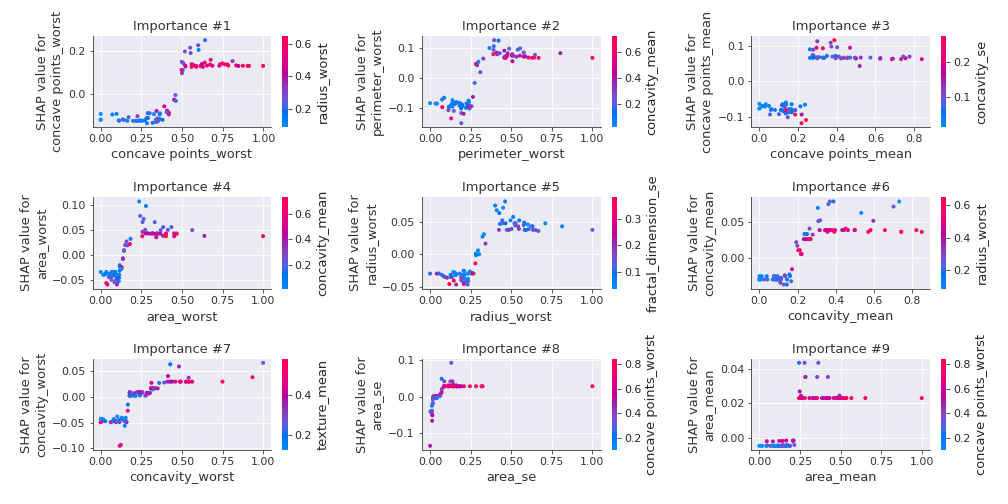 Importance #1
SHAP value for
concave points_worst
0.2
0.0
0.00 0.25 0.50 0.75 1.00
concave points_worst
0.6
0.4
0.2
radius_worst
Importance #2
SHAP value for
perimeter_worst
0.1
0.0
−0.1
0.00 0.25 0.50 0.75 1.00
perimeter_worst
0.6
0.4
0.2
concavity_mean
Importance #3
SHAP value for
concave points_mean
0.1
0.0
−0.1
0.0 0.2 0.4 0.6 0.8
concave points_mean
0.2
0.1
concavity_se
Importance #4
SHAP value for
area_worst
0.10
0.05
0.00
−0.05
0.00 0.25 0.50 0.75 1.00
area_worst
0.6
0.4
0.2
concavity_mean
Importance #5
SHAP value for
radius_worst
0.05
0.00
−0.05
0.00 0.25 0.50 0.75 1.00
radius_worst
0.3
0.2
0.1
fractal_dimension_se
Importance #6
SHAP value for
concavity_mean
0.05
0.00
0.0 0.2 0.4 0.6 0.8
concavity_mean
0.6
0.4
0.2
radius_worst
Importance #7
SHAP value for
concavity_worst
0.05
0.00
−0.05
−0.10
0.00 0.25 0.50 0.75 1.00
concavity_worst
0.4
0.2
texture_mean
Importance #8
SHAP value for
area_se
0.1
0.0
−0.1
0.00 0.25 0.50 0.75 1.00
area_se
0.8
0.6
0.4
0.2
concave points_worst
Importance #9
SHAP value for
area_mean
0.04
0.02
0.00
0.00 0.25 0.50 0.75 1.00
area_mean
0.8
0.6
0.4
0.2
concave points_worst